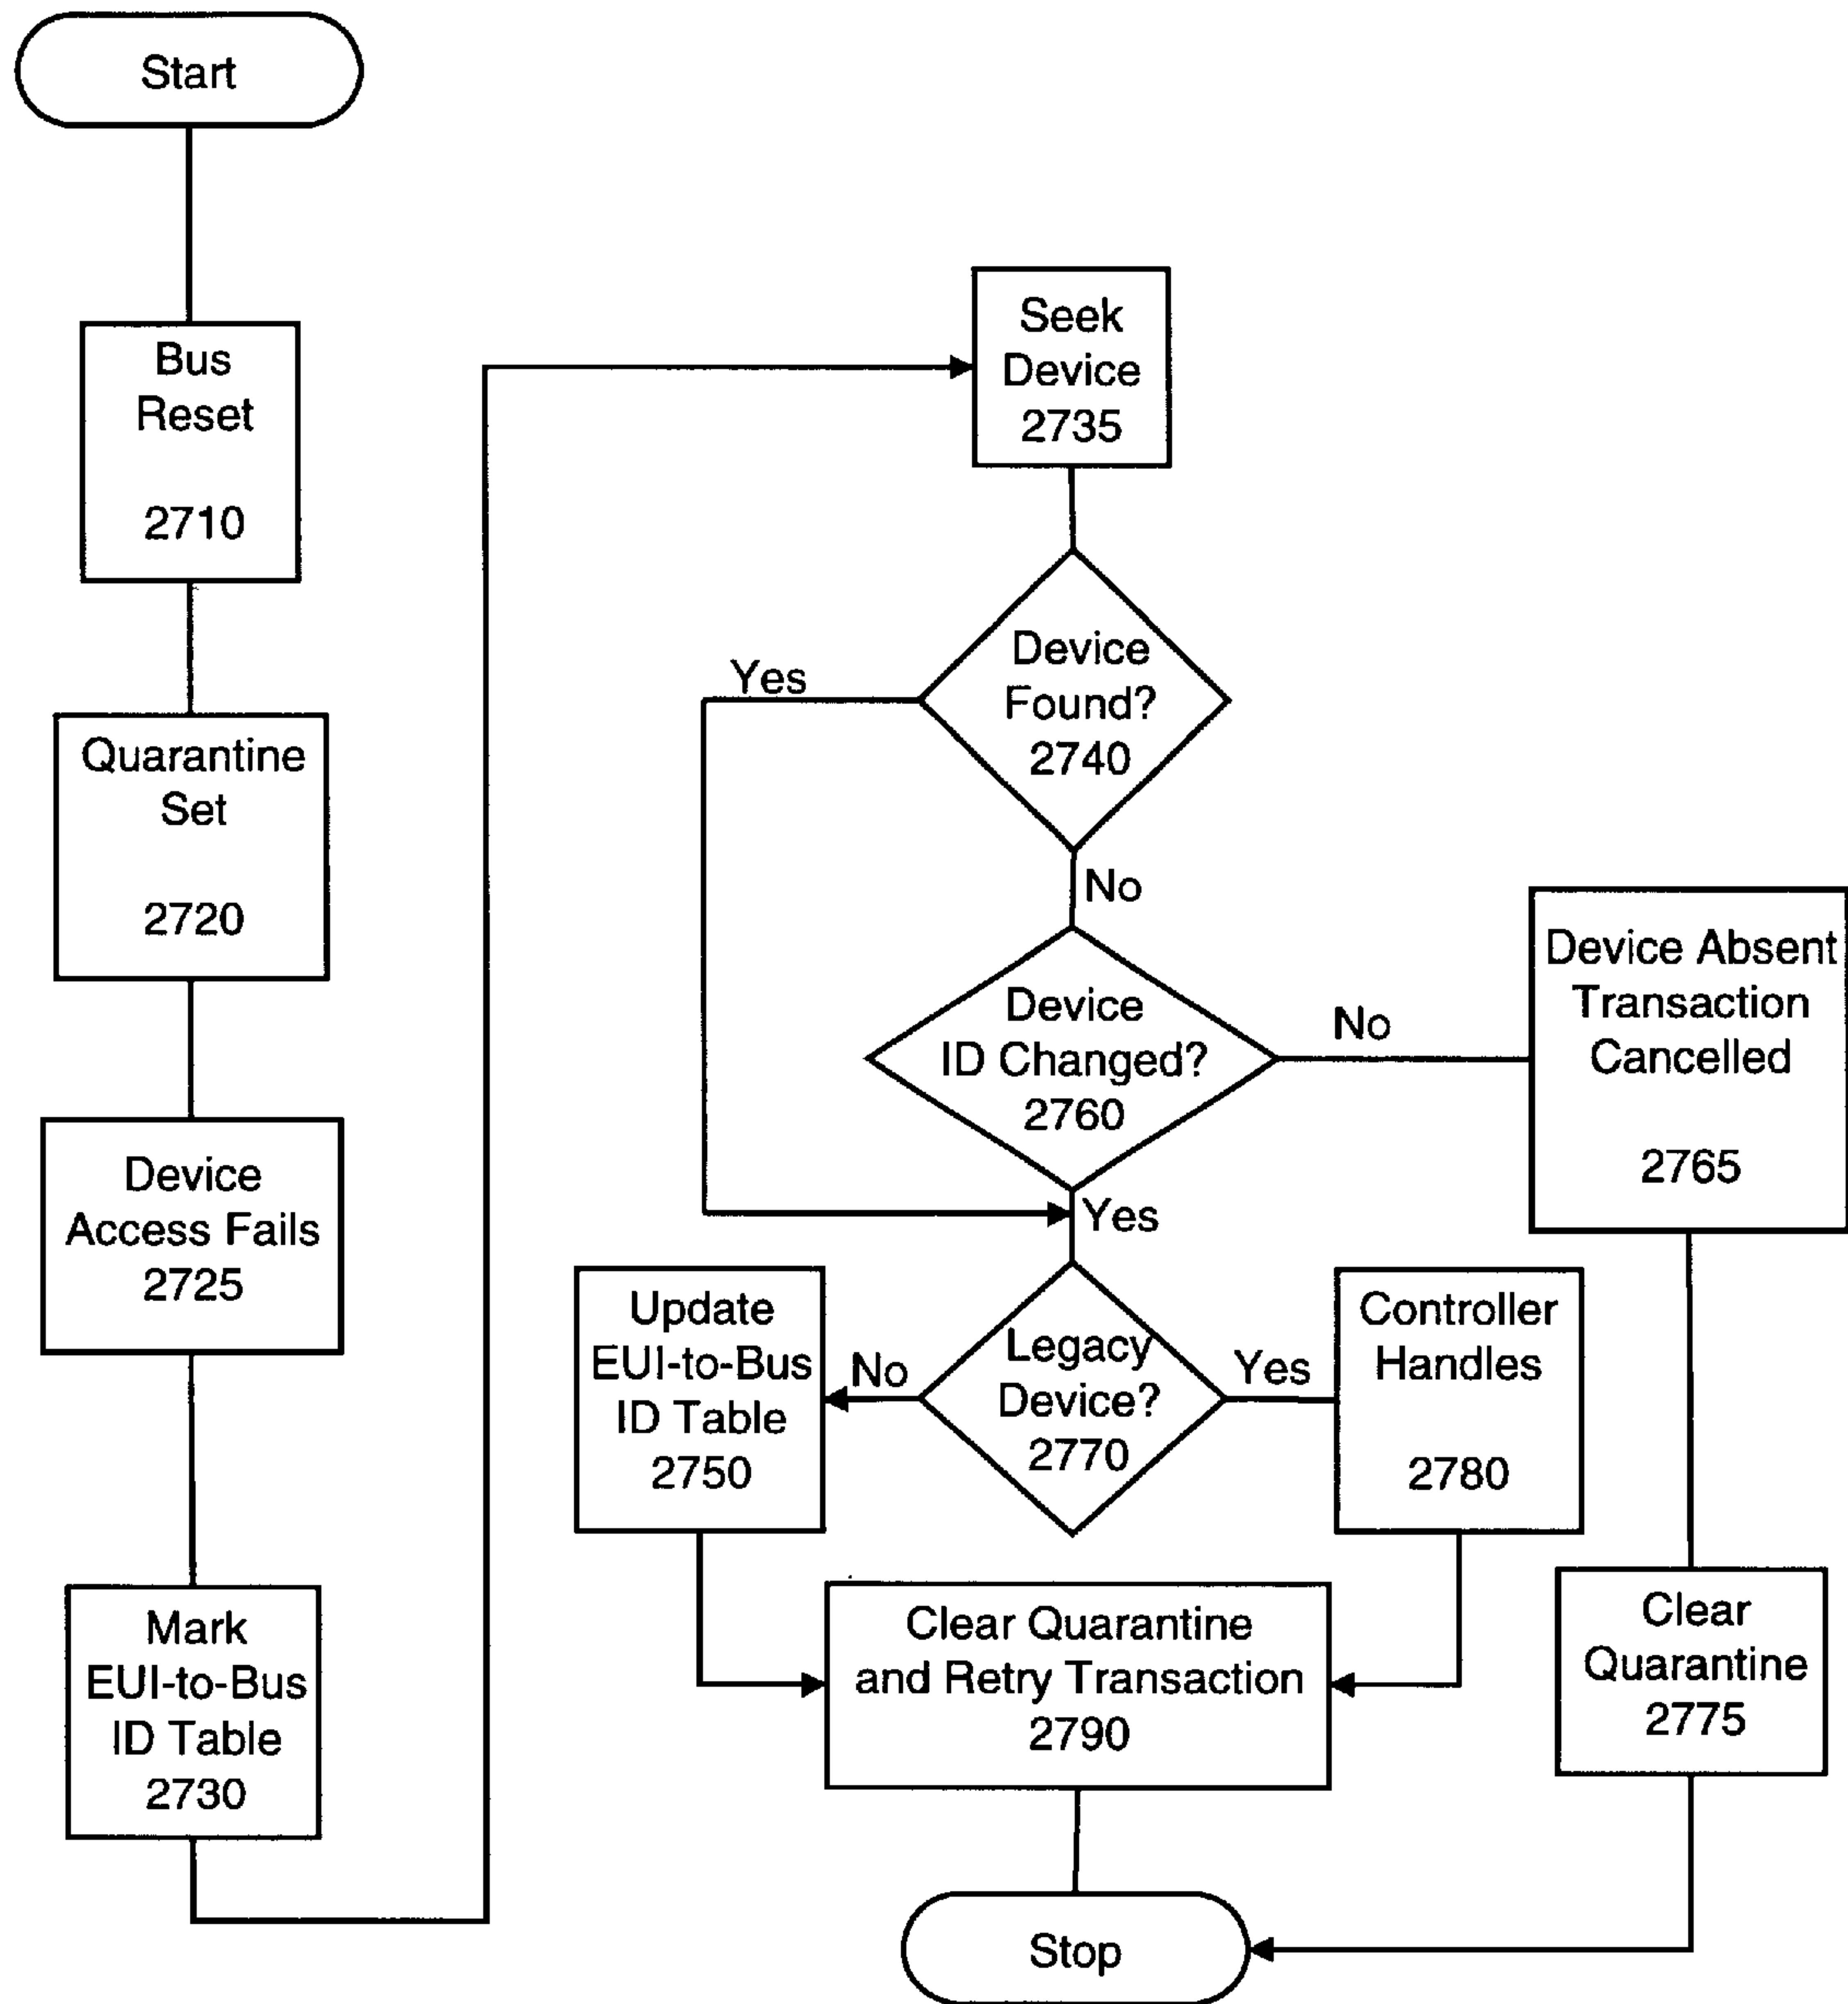 Start
Bus
Reset
2710
Quarantine
Set
2720
Device
Access Fails
2725
Mark
EUI-to-Bus
ID Table
2730
Seek
Device
2735
Device
Found?
2740
Yes
No
Device
ID Changed?
2760
No
Yes
Device Absent
Transaction
Cancelled
2765
Legacy
Device?
2770
No
Yes
Update
EUI-to-Bus
ID Table
2750
Controller
Handles
2780
Clear Quarantine
and Retry Transaction
2790
Clear
Quarantine
2775
Stop